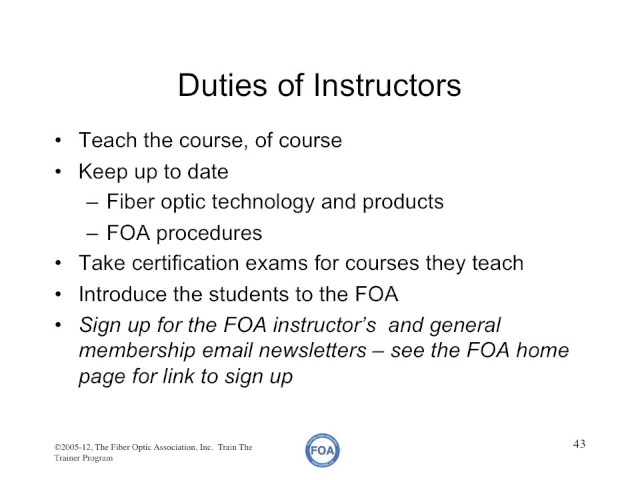 Duties of Instructors
• Teach the course, of course
• Keep up to date
– Fiber optic technology and products
– FOA procedures
• Take certification exams for courses they teach
• Introduce the students to the FOA
• Sign up for the FOA instructor's  and general
membership email newsletters – see the FOA home
page for link to sign up
©2005-12, The Fiber Optic Association, Inc.  Train The
Trainer Program
FOA
43